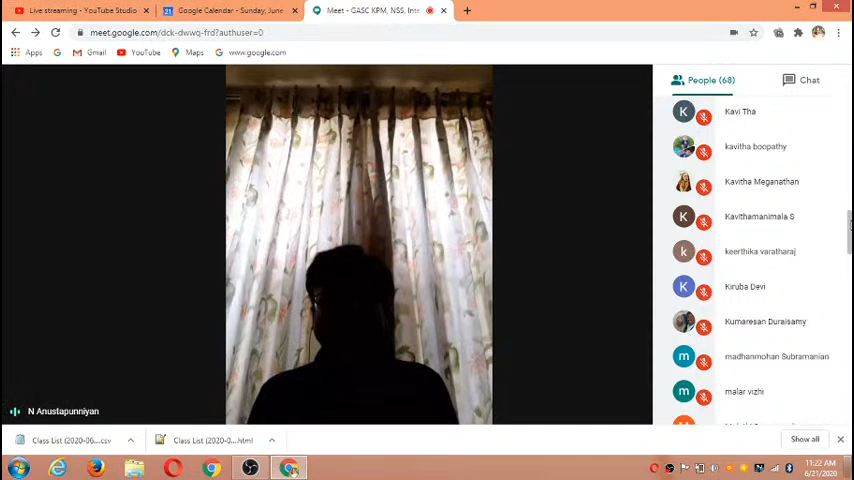 Live streaming - YouTube Studio
Google Calendar - Sunday, June
Meet - GASC KPM, NSS, Inte
meet.google.com/dck-dwwq-frd?authuser=0
Apps
Gmail
YouTube
Maps
www.google.com
People (68)
Chat
K
Kavi Tha
kavitha boopathy
Kavitha Meganathan
K
Kavithamanimala S
k
keerthika varatharaj
K
Kiruba Devi
Kumaresan Duraisamy
m
madhanmohan Subramanian
m
malar vizhi
N Anustapunniyan
Class List (2020-06....csv
Class List (2020-0....html
Show all
11:22 AM
6/21/2020